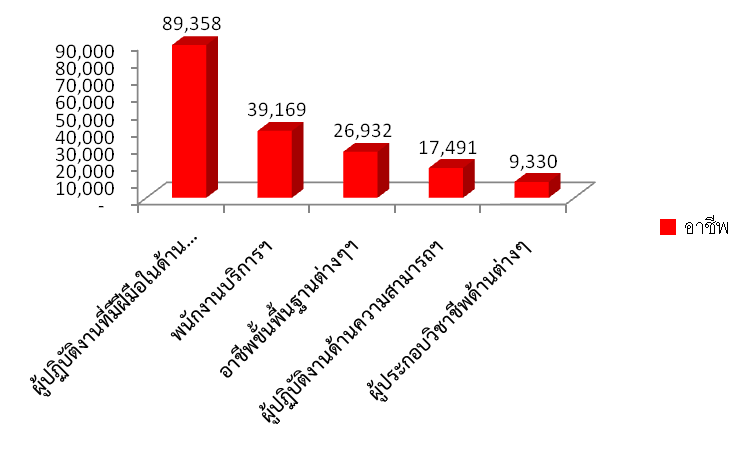 89,358
39,169
26,932
17,491
9,330
90,000
80,000
70,000
60,000
50,000
40,000
30,000
20,000
10,000
-
ผู้ปฏิบัติงานที่มีฝีมือในด้าน...
พนักงานบริการฯ
อาชีพขั้นพื้นฐานต่างๆฯ
ผู้ปฏิบัติงานด้านความสามารถฯ
ผู้ประกอบวิชาชีพด้านต่างๆ
อาชีพ